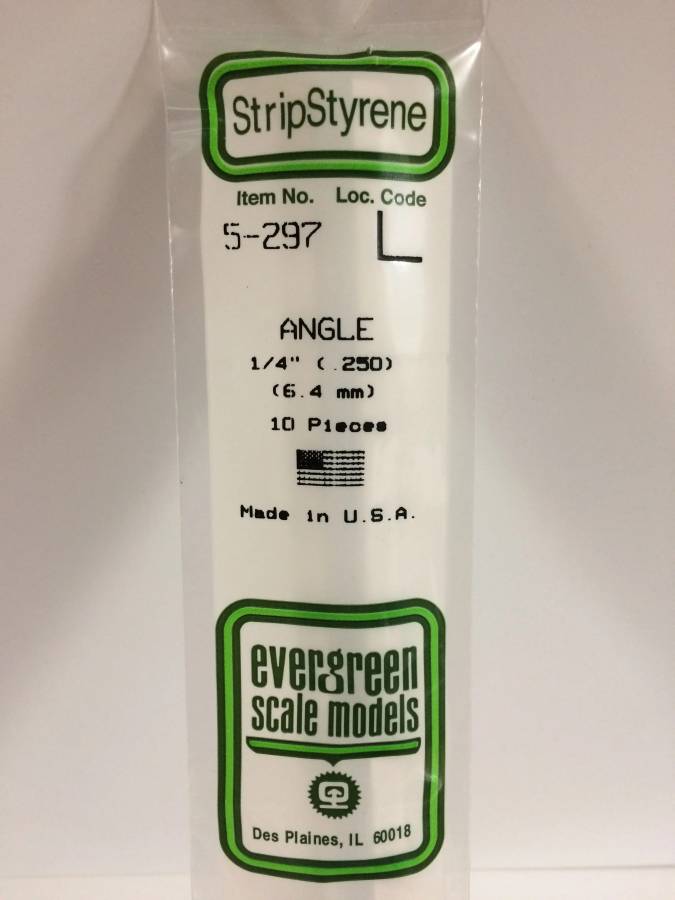 StripStyrene
Item No. Loc. Code
5-297 L
ANGLE
1/4" (.250)
(6.4 mm)
10 Pieces
Made in U.S.A.
evergreen
scale models
Des Plaines, IL 60018